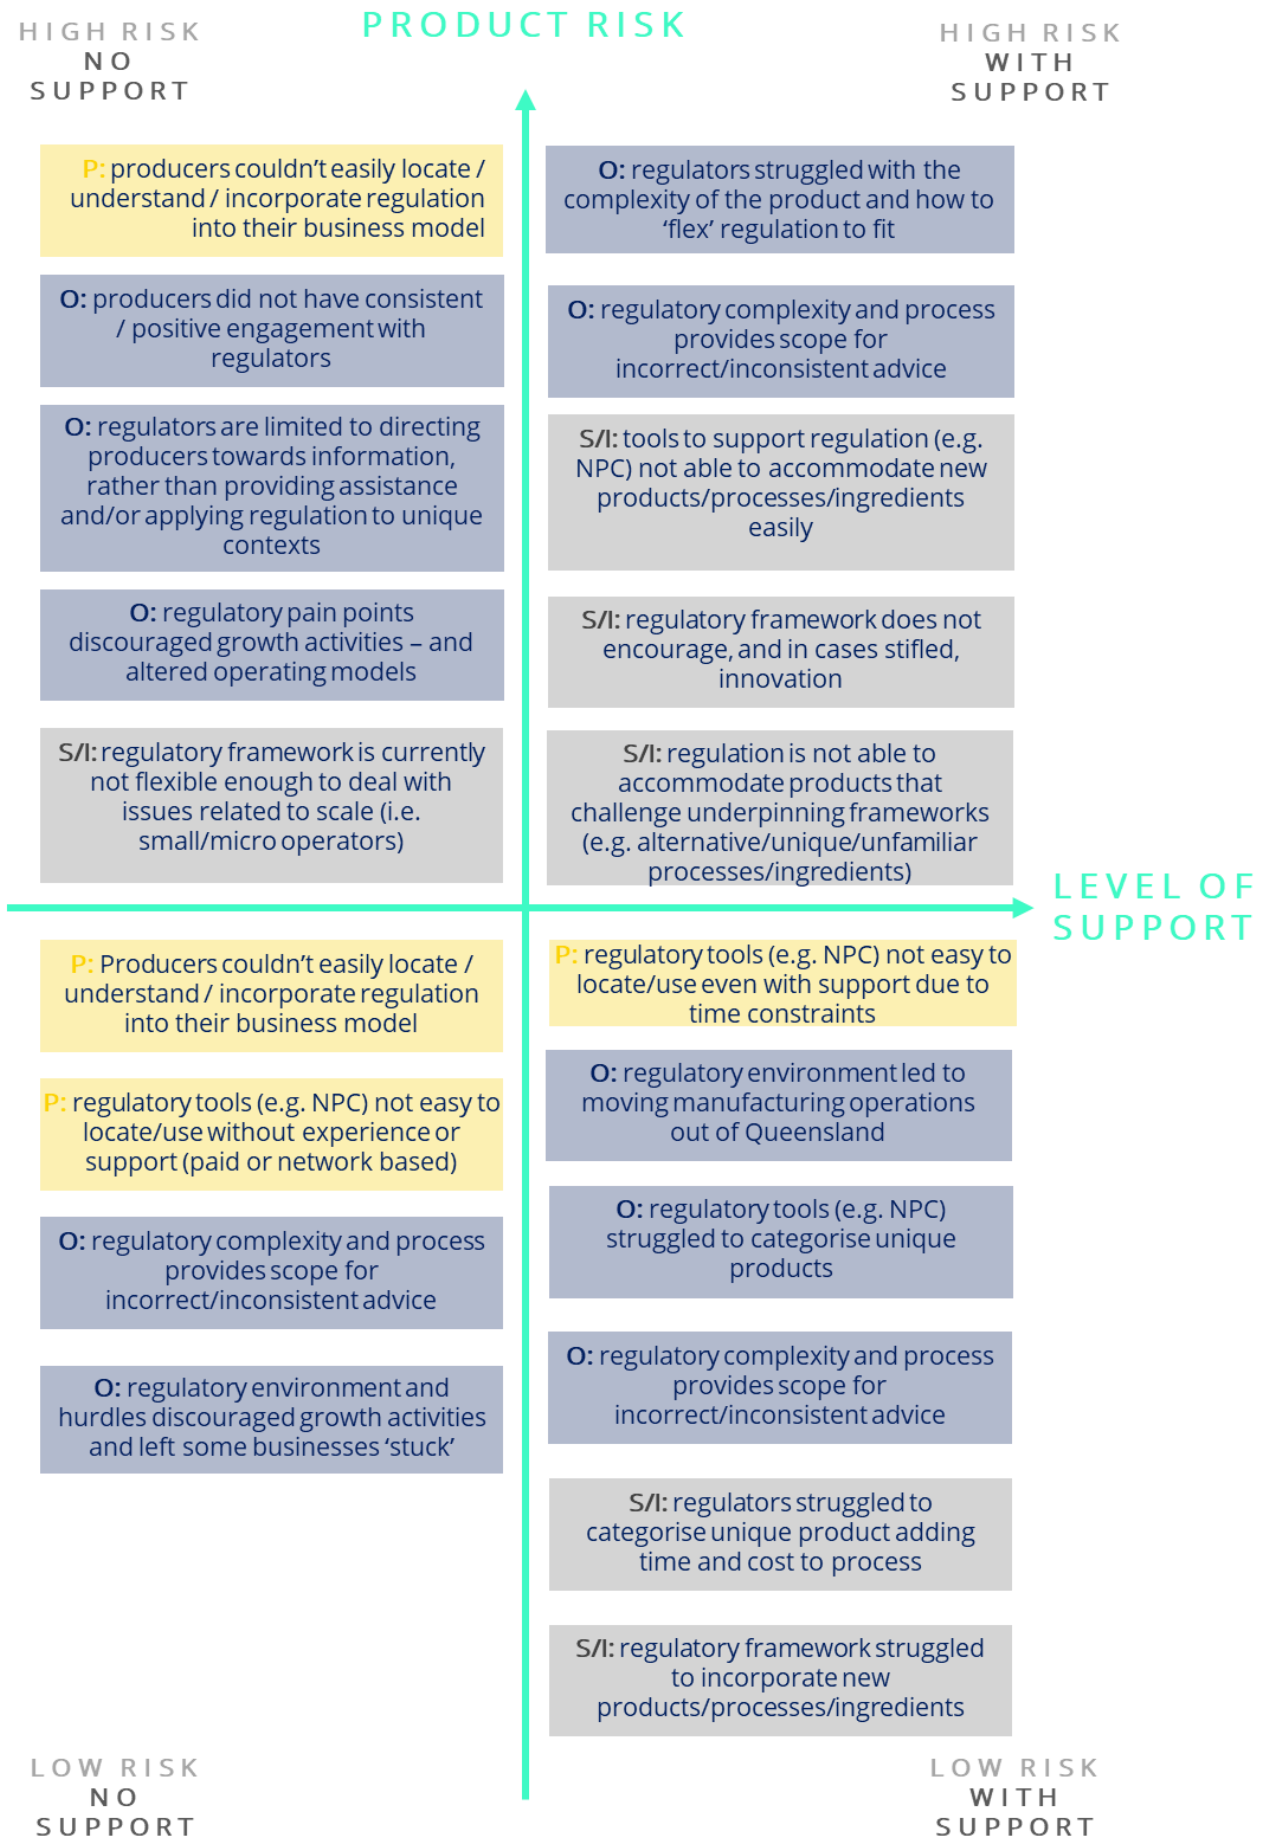 HIGH RISK
NO
SUPPORT
PRODUCT RISK
HIGH RISK
WITH
SUPPORT
P: producers couldn't easily locate /
understand / incorporate regulation
into their business model
O: producers did not have consistent
/ positive engagement with
regulators
O: regulators are limited to directing
producers towards information,
rather than providing assistance
and/or applying regulation to unique
contexts
O: regulatory pain points
discouraged growth activities – and
altered operating models
S/I: regulatory framework is currently
not flexible enough to deal with
issues related to scale (i.e.
small/micro operators)
O: regulators struggled with the
complexity of the product and how to
‘flex’ regulation to fit
O: regulatory complexity and process
provides scope for
incorrect/inconsistent advice
S/I: tools to support regulation (e.g.
NPC) not able to accommodate new
products/processes/ingredients
easily
S/I: regulatory framework does not
encourage, and in cases stifled,
innovation
S/I: regulation is not able to
accommodate products that
challenge underpinning frameworks
(e.g. alternative/unique/unfamiliar
processes/ingredients)
LEVEL OF
SUPPORT
P: Producers couldn't easily locate /
understand / incorporate regulation
into their business model
P: regulatory tools (e.g. NPC) not easy to
locate/use without experience or
support (paid or network based)
O: regulatory complexity and process
provides scope for
incorrect/inconsistent advice
O: regulatory environment and
hurdles discouraged growth activities
and left some businesses ‘stuck’
P: regulatory tools (e.g. NPC) not easy to
locate/use even with support due to
time constraints
O: regulatory environment led to
moving manufacturing operations
out of Queensland
O: regulatory tools (e.g. NPC)
struggled to categorise unique
products
O: regulatory complexity and process
provides scope for
incorrect/inconsistent advice
S/I: regulators struggled to
categorise unique product adding
time and cost to process
S/I: regulatory framework struggled
to incorporate new
products/processes/ingredients
LOW RISK
NO
SUPPORT
LOW RISK
WITH
SUPPORT